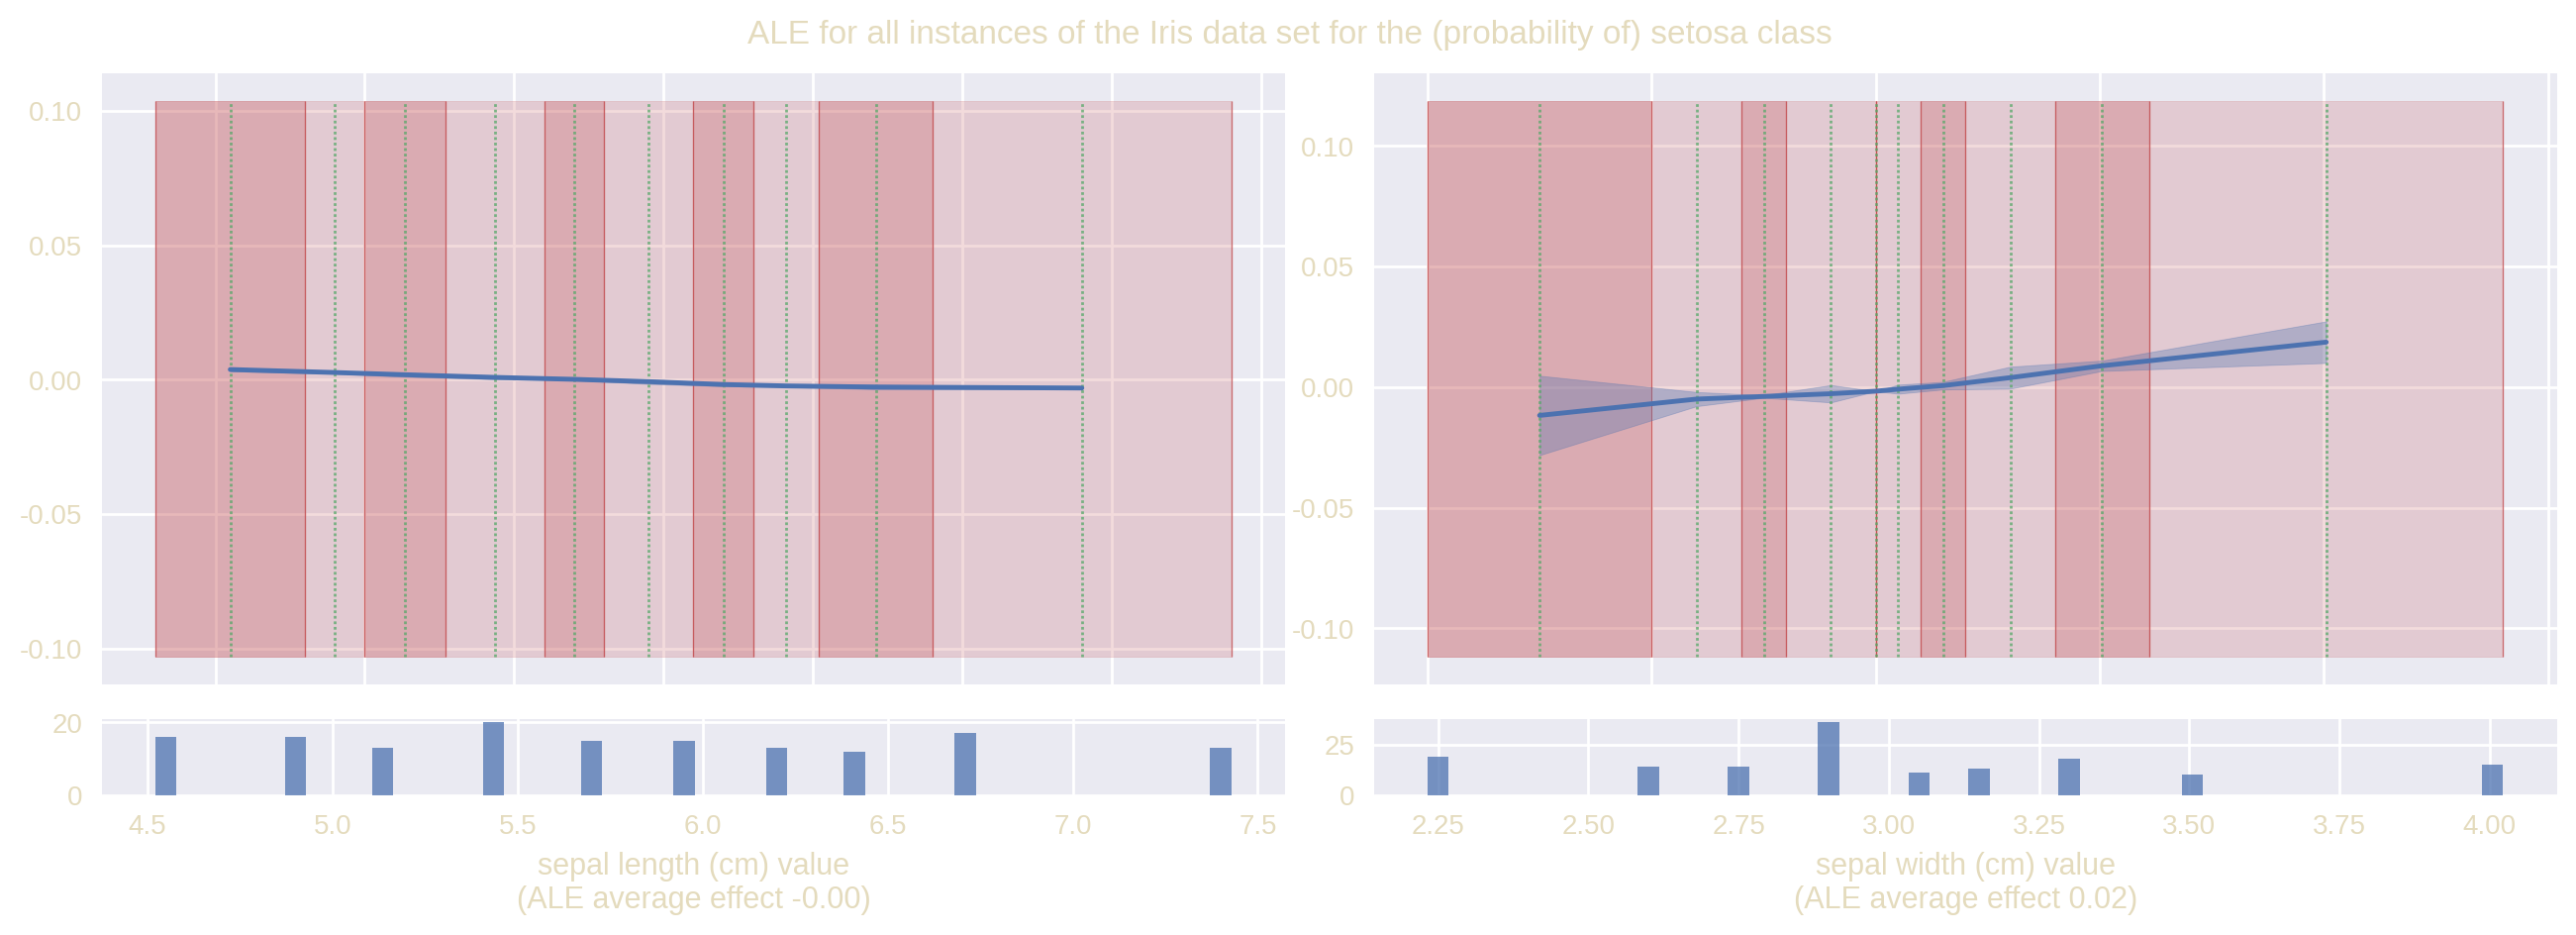 ALE for all instances of the Iris data set for the (probability of) setosa class
0.10
0.05
0.00
-0.05
-0.10
0.10
0.05
0.00
-0.05
-0.10
20
0
4.5 5.0 5.5 6.0 6.5 7.0 7.5
sepal length (cm) value
(ALE average effect -0.00)
25
0
2.25 2.50 2.75 3.00 3.25 3.50 3.75 4.00
sepal width (cm) value
(ALE average effect 0.02)